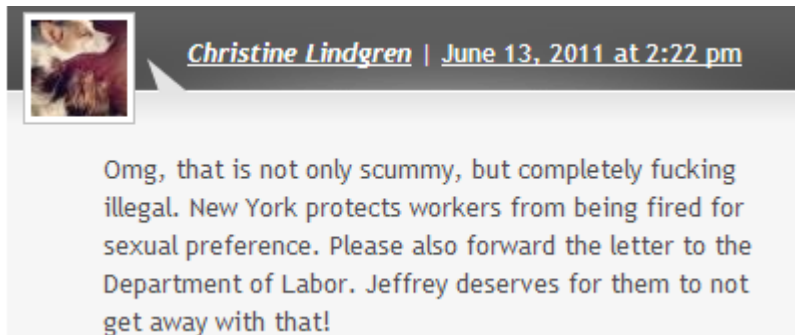 Christine Lindgren | June 13, 2011 at 2:22 pm
Omg, that is not only scummy, but completely fucking
illegal. New York protects workers from being fired for
sexual preference. Please also forward the letter to the
Department of Labor. Jeffrey deserves for them to not
get away with that!